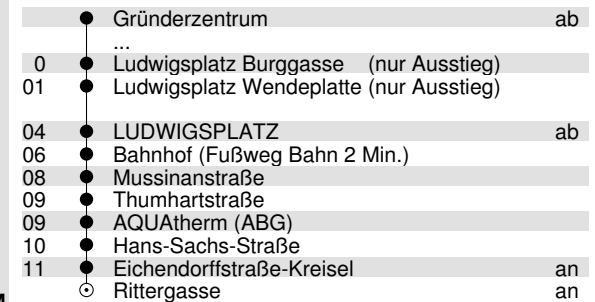 Gründerzentrum ab
...
0 Ludwigsplatz Burggasse (nur Ausstieg)
01 Ludwigsplatz Wendeplatte (nur Ausstieg)
04 LUDWIGSPLATZ ab
06 Bahnhof (Fußweg Bahn 2 Min.)
08 Mussinanstraße
09 Thumhartstraße
09 AQUAtherm (ABG)
10 Hans-Sachs-Straße
11 Eichendorffstraße-Kreisel an
Rittergasse an